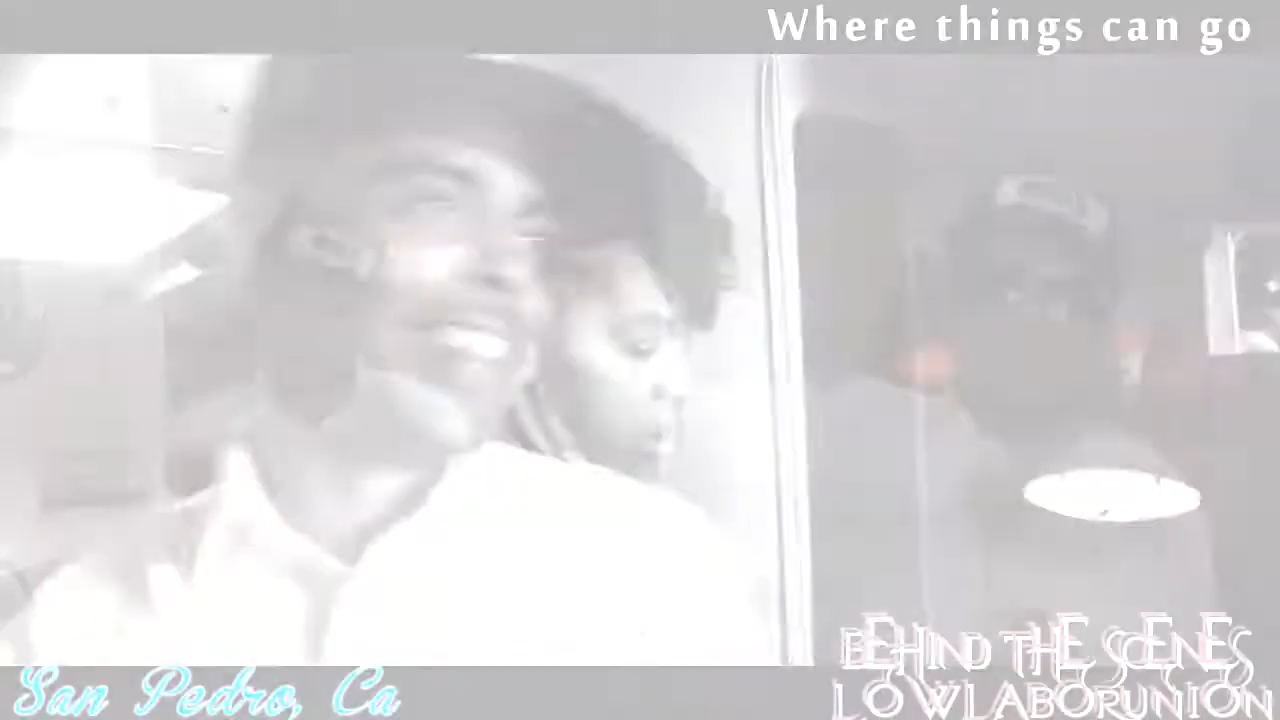 Where things can go
San Pedro, Ca
BEHIND THE SCENES
LOWLABORUNION